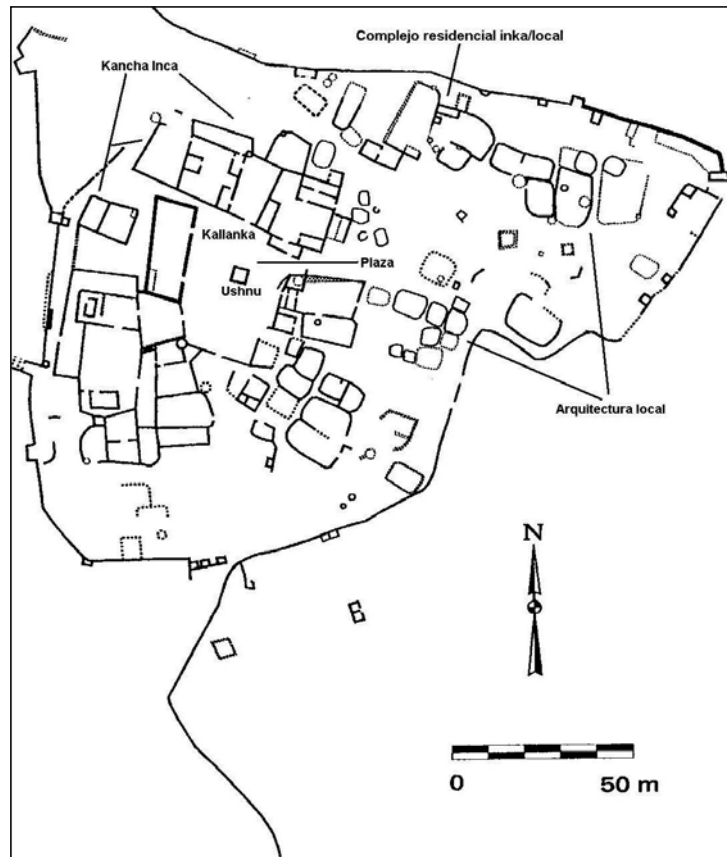 Complejo residencial inka/local
Kancha Inca
Kallanka
Plaza
Ushnu
Arquitectura local
N
0 50 m